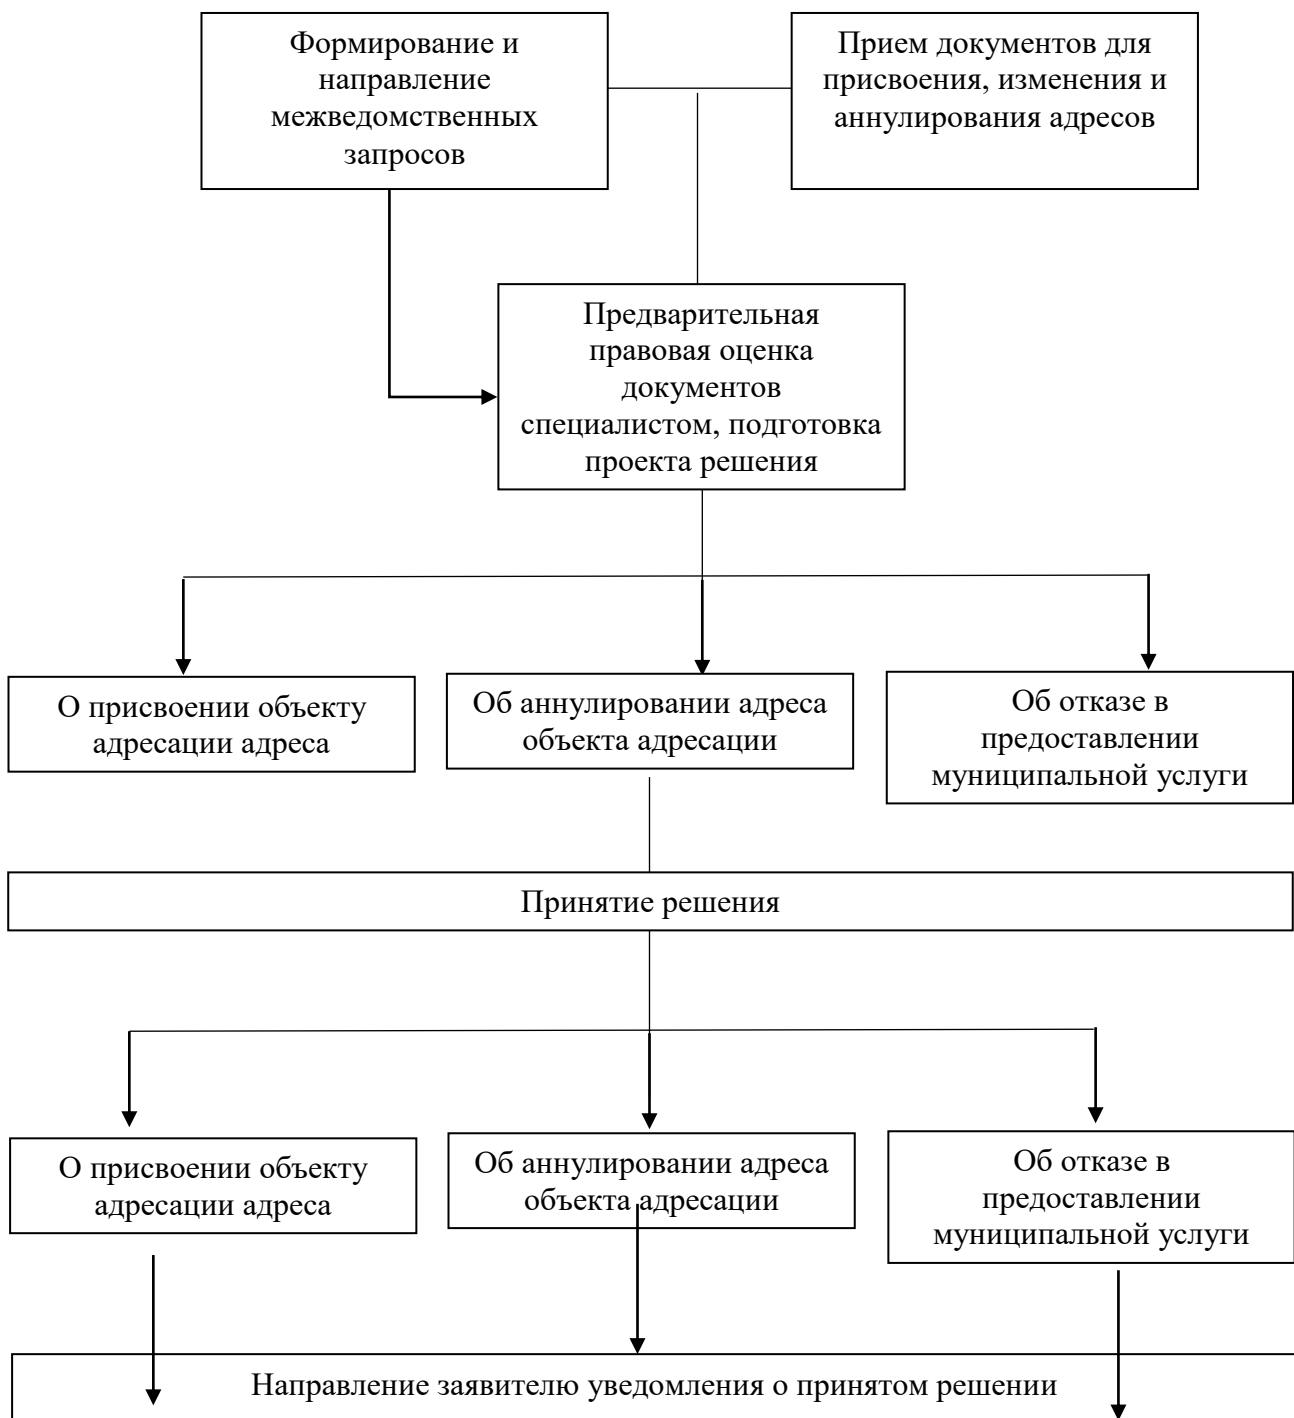 Формирование и
направление
межведомственных
запросов
Прием документов для
присвоения, изменения и
аннулирования адресов
Предварительная
правовая оценка
документов
специалистом, подготовка
проекта решения
О присвоении объекту
адресации адреса
Об аннулировании адреса
объекта адресации
Об отказе в
предоставлении
муниципальной услуги
Принятие решения
О присвоении объекту
адресации адреса
Об аннулировании адреса
объекта адресации
Об отказе в
предоставлении
муниципальной услуги
Направление заявителю уведомления о принятом решении